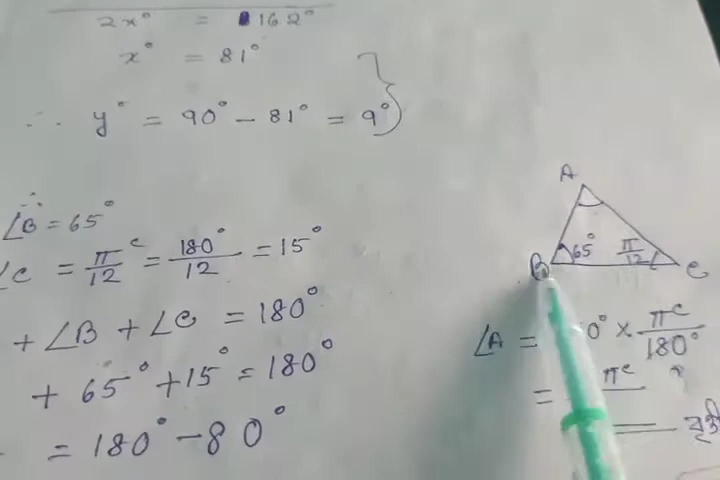 2x° = 162°
x° = 81°
∴ y° = 90° - 81° = 9°
∴
∠B = 65°
∠C = π^c/12 = 180°/12 = 15°
+ ∠B + ∠C = 180°
+ 65° + 15° = 180°
= 180° - 80°
A
65° π/12
B C
∠A = 0° × π^c/180°
= π^c